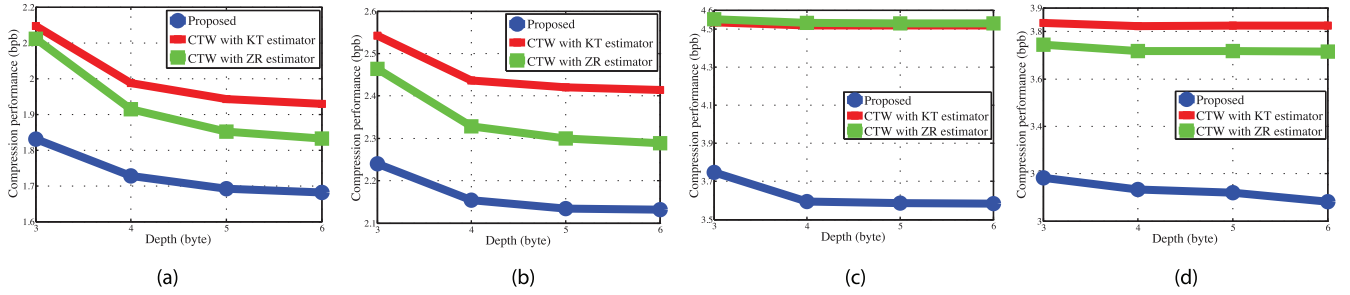 2.2
2.1
2
1.9
1.8
1.7
1.6
3
4
5
6
Compression performance (bpb)
Depth (byte)
Proposed
CTW with KT estimator
CTW with ZR estimator
(a)
2.6
2.5
2.4
2.3
2.2
2.1
3
4
5
6
Compression performance (bpb)
Depth (byte)
Proposed
CTW with KT estimator
CTW with ZR estimator
(b)
4.6
4.5
4.3
4.1
3.9
3.7
3.5
3
4
5
6
Compression performance (bpb)
Depth (byte)
Proposed
CTW with KT estimator
CTW with ZR estimator
(c)
3.9
3.8
3.6
3.4
3.2
3
3
4
5
6
Compression performance (bpb)
Depth (byte)
Proposed
CTW with KT estimator
CTW with ZR estimator
(d)